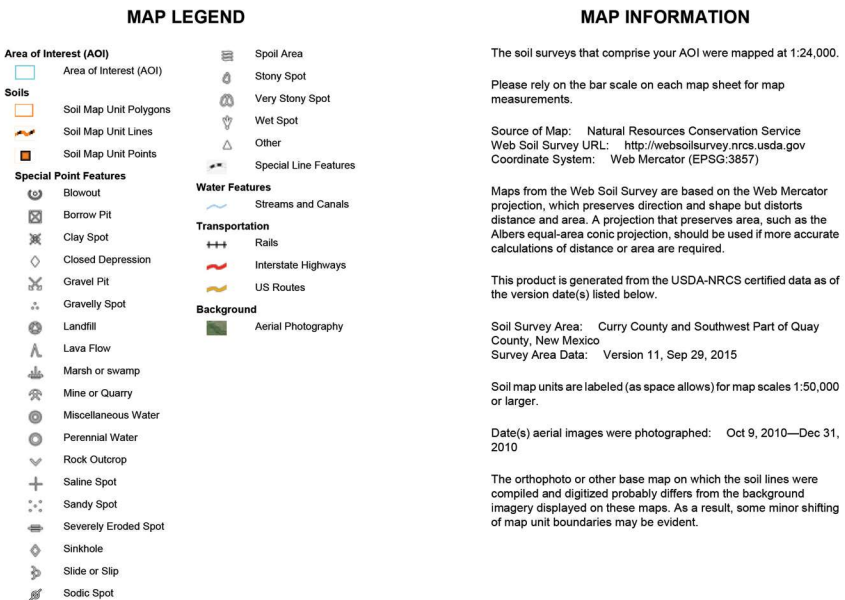 MAP LEGEND
Area of Interest (AOI)
Area of Interest (AOI)
Soils
Soil Map Unit Polygons
Soil Map Unit Lines
Soil Map Unit Points
Special Point Features
Blowout
Borrow Pit
Clay Spot
Closed Depression
Gravel Pit
Gravelly Spot
Landfill
Lava Flow
Marsh or swamp
Mine or Quarry
Miscellaneous Water
Perennial Water
Rock Outcrop
Saline Spot
Sandy Spot
Severely Eroded Spot
Sinkhole
Slide or Slip
Sodic Spot
Spoil Area
Stony Spot
Very Stony Spot
Wet Spot
Other
Special Line Features
Water Features
Streams and Canals
Transportation
Rails
Interstate Highways
US Routes
Background
Aerial Photography
MAP INFORMATION
The soil surveys that comprise your AOI were mapped at 1:24,000.
Please rely on the bar scale on each map sheet for map
measurements.
Source of Map: Natural Resources Conservation Service
Web Soil Survey URL: http://websoilsurvey.nrcs.usda.gov
Coordinate System: Web Mercator (EPSG:3857)
Maps from the Web Soil Survey are based on the Web Mercator
projection, which preserves direction and shape but distorts
distance and area. A projection that preserves area, such as the
Albers equal-area conic projection, should be used if more accurate
calculations of distance or area are required.
This product is generated from the USDA-NRCS certified data as of
the version date(s) listed below.
Soil Survey Area: Curry County and Southwest Part of Quay
County, New Mexico
Survey Area Data: Version 11, Sep 29, 2015
Soil map units are labeled (as space allows) for map scales 1:50,000
or larger.
Date(s) aerial images were photographed: Oct 9, 2010—Dec 31,
2010
The orthophoto or other base map on which the soil lines were
compiled and digitized probably differs from the background
imagery displayed on these maps. As a result, some minor shifting
of map unit boundaries may be evident.